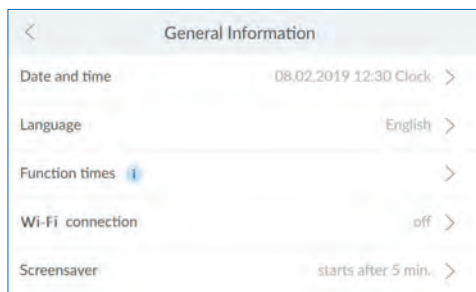 General Information
Date and time 08.02.2019 12:30 Clock
Language English
Function times i
Wi-Fi connection off
Screensaver starts after 5 min.